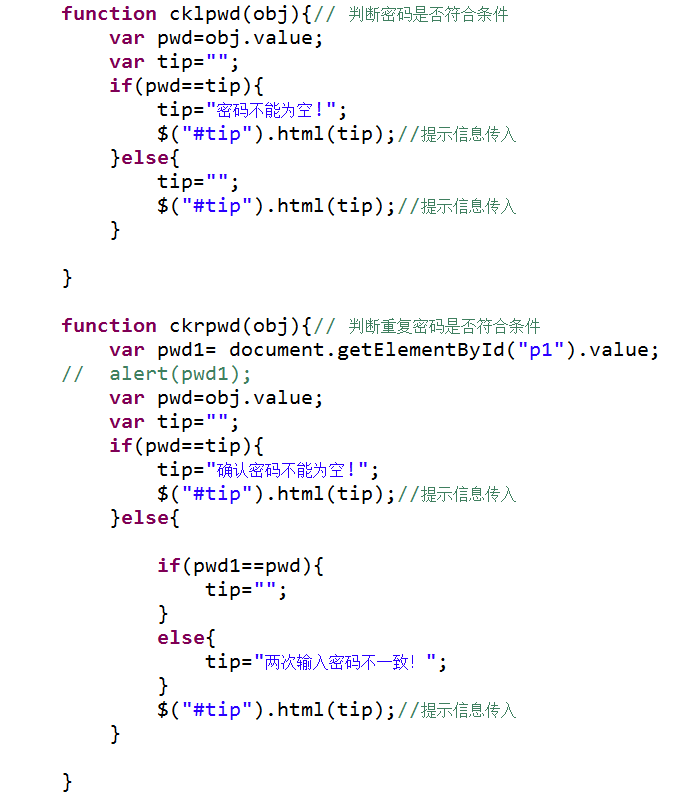 function cklpwd(obj){// 判断密码是否符合条件
    var pwd=obj.value;
    var tip="";
    if(pwd==tip){
        tip="密码不能为空!";
        $("#tip").html(tip);//提示信息传入
    }else{
        tip="";
        $("#tip").html(tip);//提示信息传入
    }
}
function ckrpwd(obj){// 判断重复密码是否符合条件
    var pwd1= document.getElementById("p1").value;
//  alert(pwd1);
    var pwd=obj.value;
    var tip="";
    if(pwd==tip){
        tip="确认密码不能为空!";
        $("#tip").html(tip);//提示信息传入
    }else{
        if(pwd1==pwd){
            tip="";
        }
        else{
            tip="两次输入密码不一致! ";
        }
        $("#tip").html(tip);//提示信息传入
    }
}